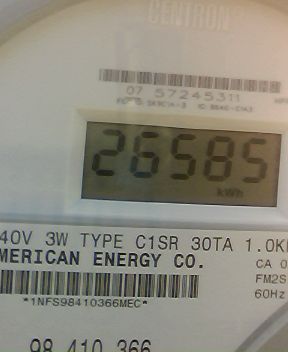 CENTRON
07 57245311
26585
kWh
40V 3W TYPE C1SR 30TA 1.0K
MERICAN ENERGY CO.
CA 0
FM2S
60Hz
*1NFS98410366MEC*
98 410 366